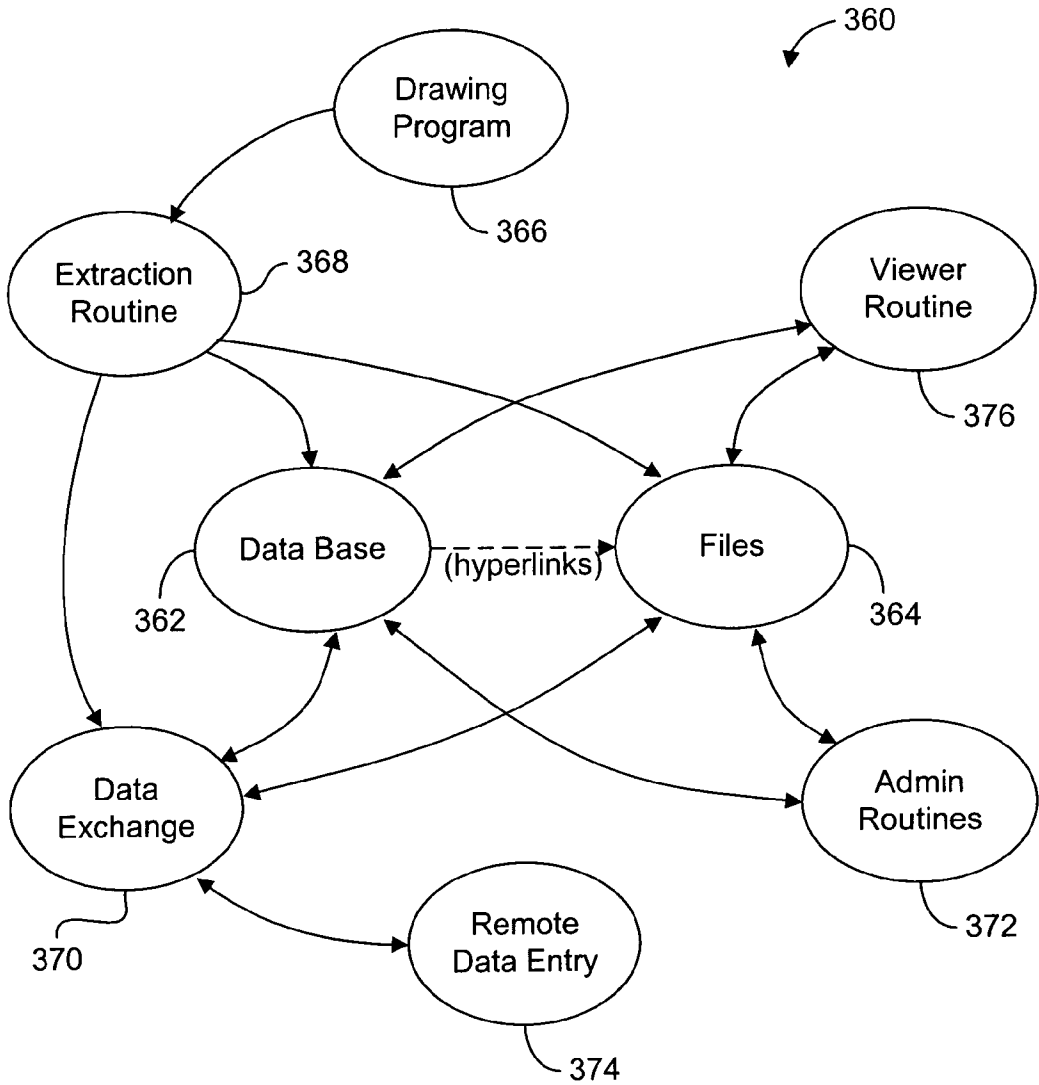 360
Drawing
Program
366
Extraction
Routine
368
Viewer
Routine
376
Data Base
362
(hyperlinks)
Files
364
Data
Exchange
370
Admin
Routines
372
Remote
Data Entry
374